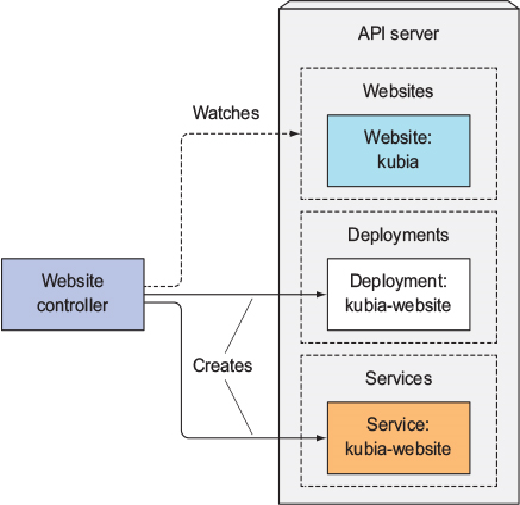 API server
Websites
Watches
Website:
kubia
Deployments
Website
controller
Deployment:
kubia-website
Creates
Services
Service:
kubia-website